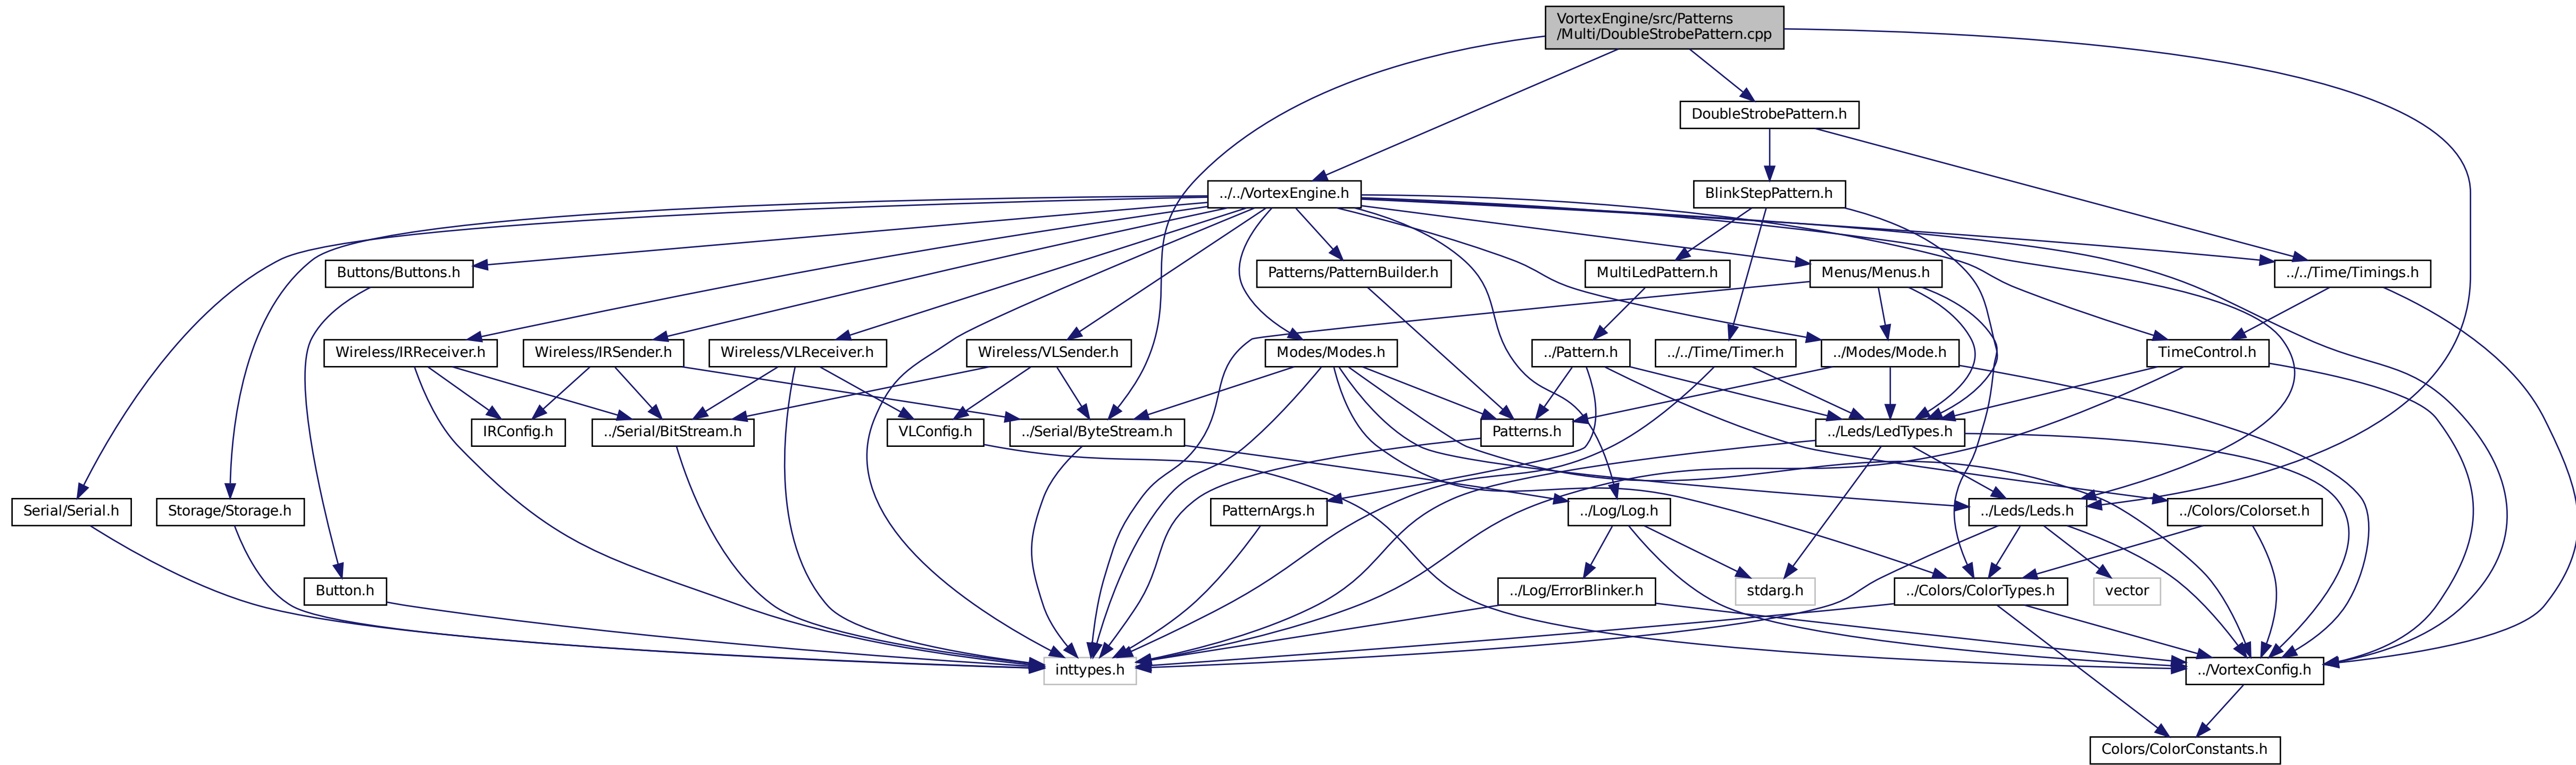 VortexEngine/src/Patterns
/Multi/DoubleStrobePattern.cpp
DoubleStrobePattern.h
../../VortexEngine.h
BlinkStepPattern.h
Buttons/Buttons.h
Patterns/PatternBuilder.h
MultiLedPattern.h
Menus/Menus.h
../../Time/Timings.h
Wireless/IRReceiver.h
Wireless/IRSender.h
Wireless/VLReceiver.h
Wireless/VLSender.h
Modes/Modes.h
../Pattern.h
../../Time/Timer.h
../Modes/Mode.h
TimeControl.h
IRConfig.h
../Serial/BitStream.h
VLConfig.h
../Serial/ByteStream.h
Patterns.h
../Leds/LedTypes.h
Serial/Serial.h
Storage/Storage.h
PatternArgs.h
../Log/Log.h
../Leds/Leds.h
../Colors/Colorset.h
Button.h
../Log/ErrorBlinker.h
stdarg.h
../Colors/ColorTypes.h
vector
inttypes.h
../VortexConfig.h
Colors/ColorConstants.h